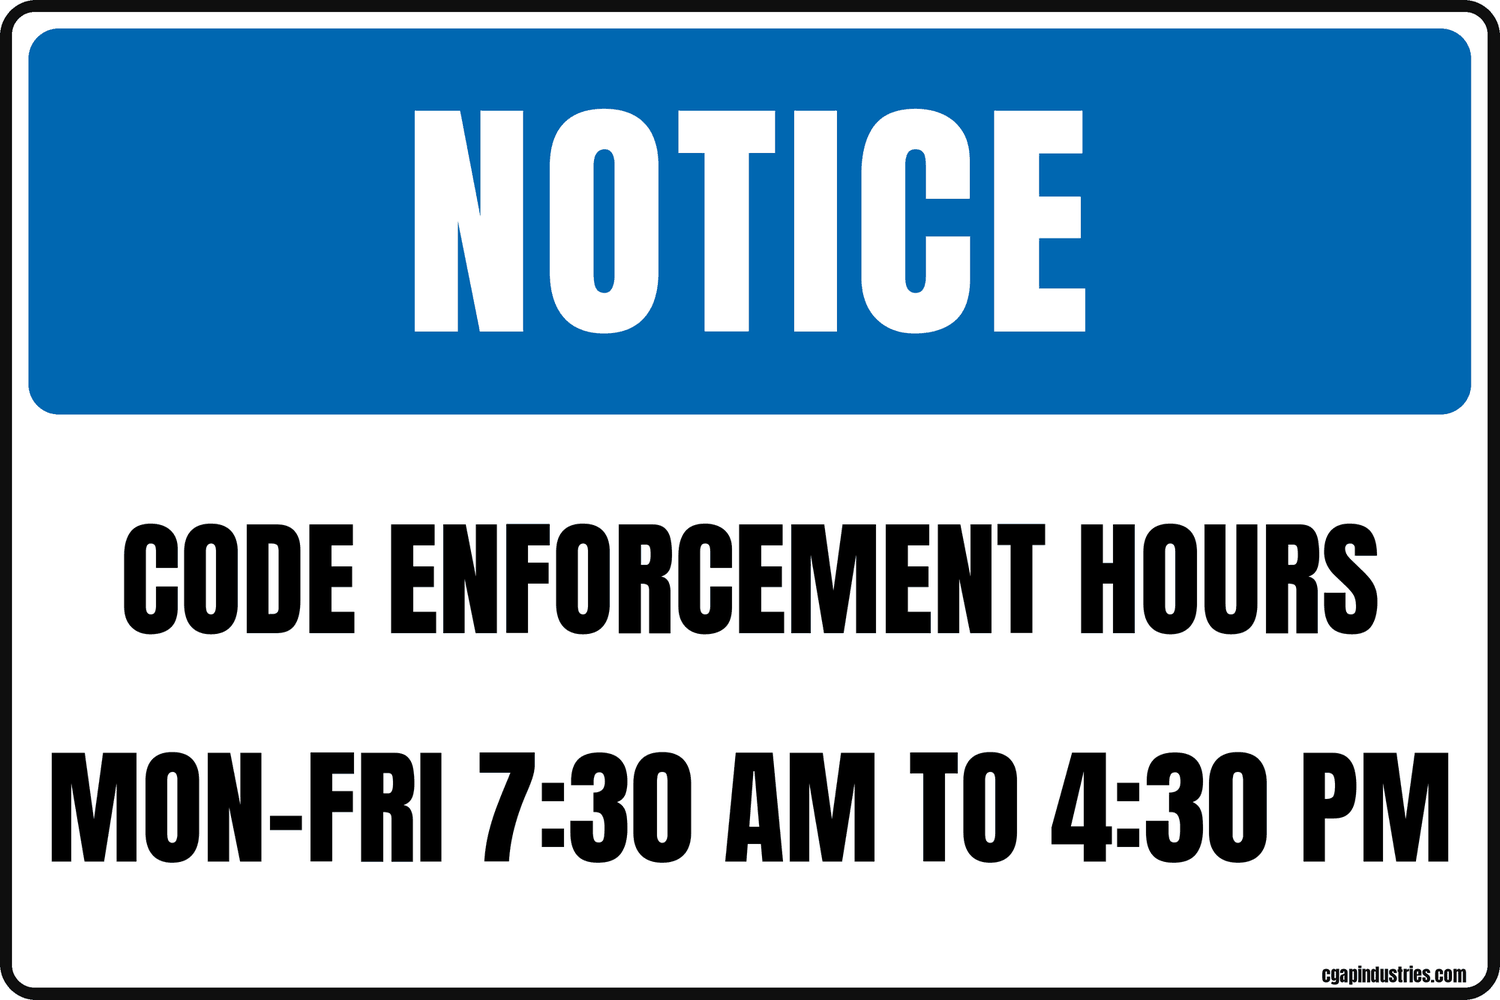 NOTICE
CODE ENFORCEMENT HOURS
MON-FRI 7:30 AM TO 4:30 PM
cgapindustries.com